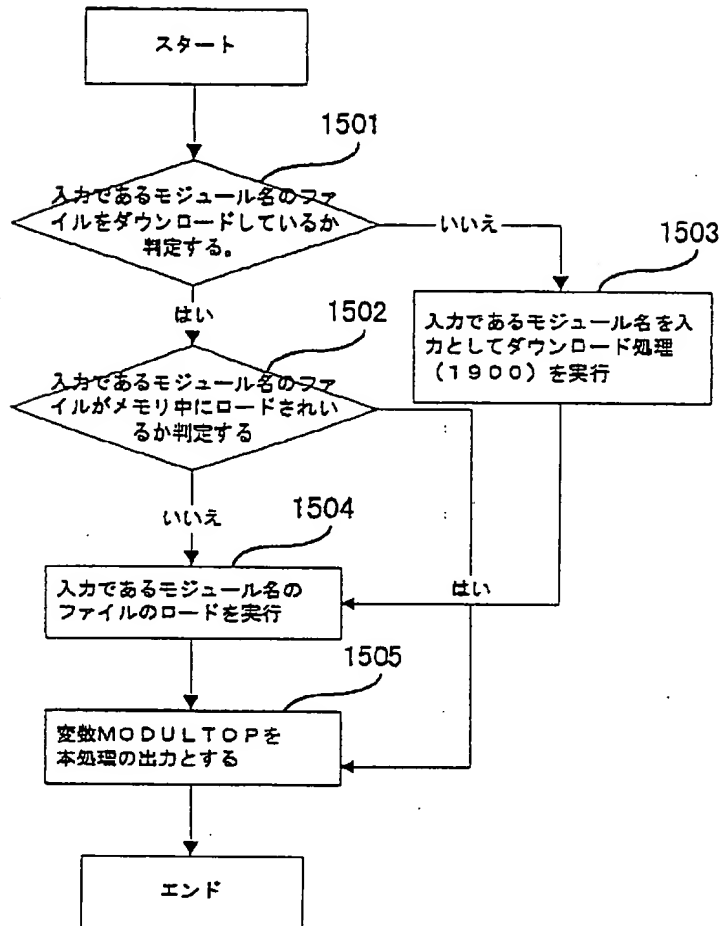 スタート
1501
入力であるモジュール名のファ
イルをダウンロードしているか
判定する。
いいえ
1503
はい
1502
入力であるモジュール名を入
力としてダウンロード処理
(1900)を実行
入力であるモジュール名のファ
イルがメモリ中にロードされい
るか判定する
いいえ
1504
入力であるモジュール名の
ファイルのロードを実行
はい
1505
変数MODULTOPを
本処理の出力とする
エンド